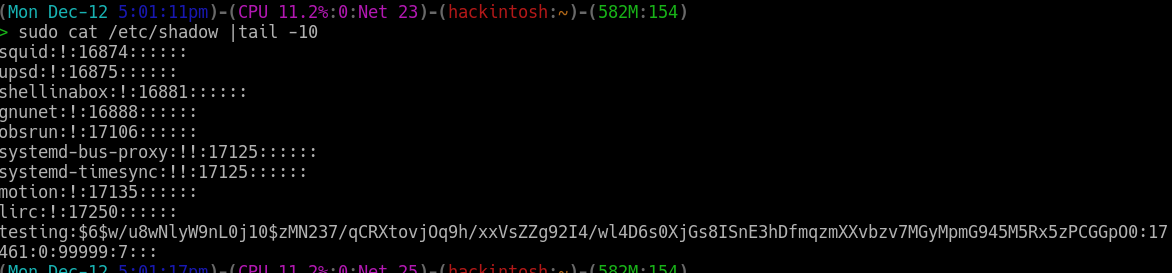 (Mon Dec-12 5:01:11pm)-(CPU 11.2%:0:Net 23)-(hackintosh:~)-(582M:154)
> sudo cat /etc/shadow |tail -10
squid:!:16874::::::
upsd:!:16875::::::
shellinabox:!:16881::::::
gnunet:!:16888::::::
obsrun:!:17106::::::
systemd-bus-proxy:!!:17125::::::
systemd-timesync:!!:17125::::::
motion:!:17135::::::
lirc:!:17250::::::
testing:$6$w/u8wNlyW9nL0j10$zMN237/qCRXtovjOq9h/xxVsZZg92I4/wl4D6s0XjGs8ISnE3hDfmqzmXXvbzv7MGyMpmG945M5Rx5zPCGGpO0:17
461:0:99999:7:::
(Mon Dec-12 5:01:17pm)-(CPU 11.2%:0:Net 25)-(hackintosh:~)-(582M:154)